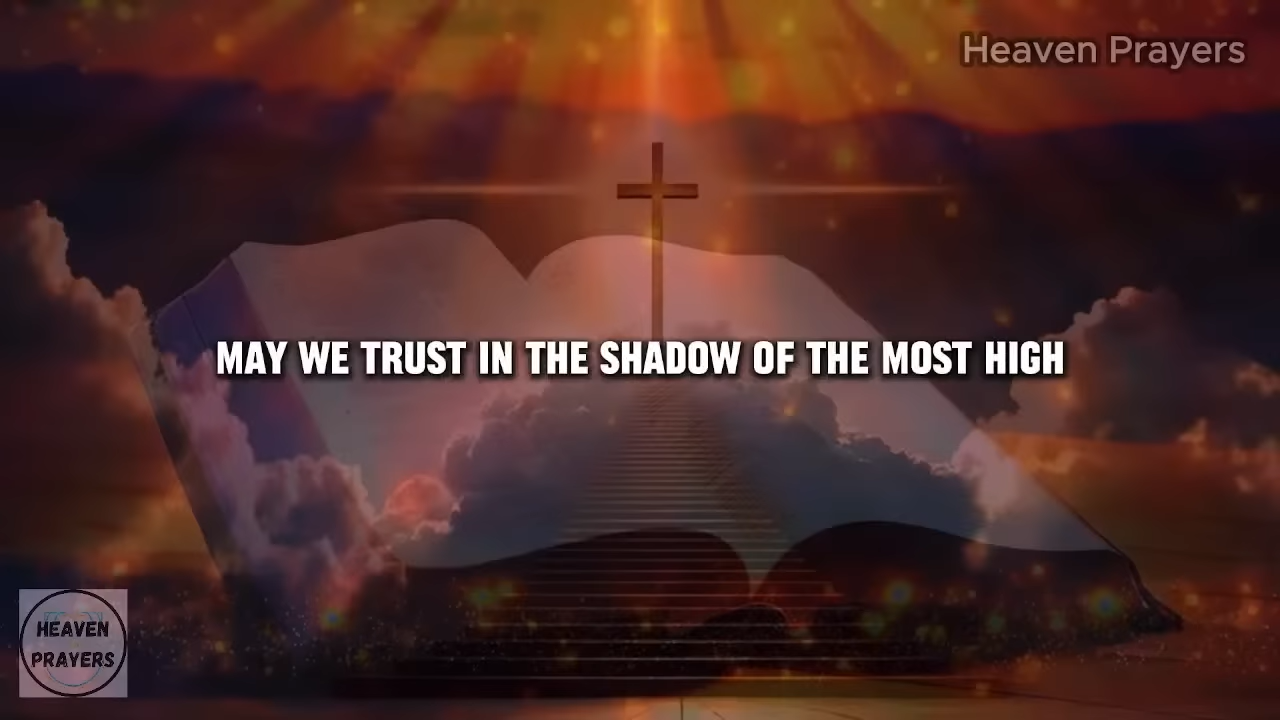 Heaven Prayers
MAY WE TRUST IN THE SHADOW OF THE MOST HIGH
HEAVEN
PRAYERS